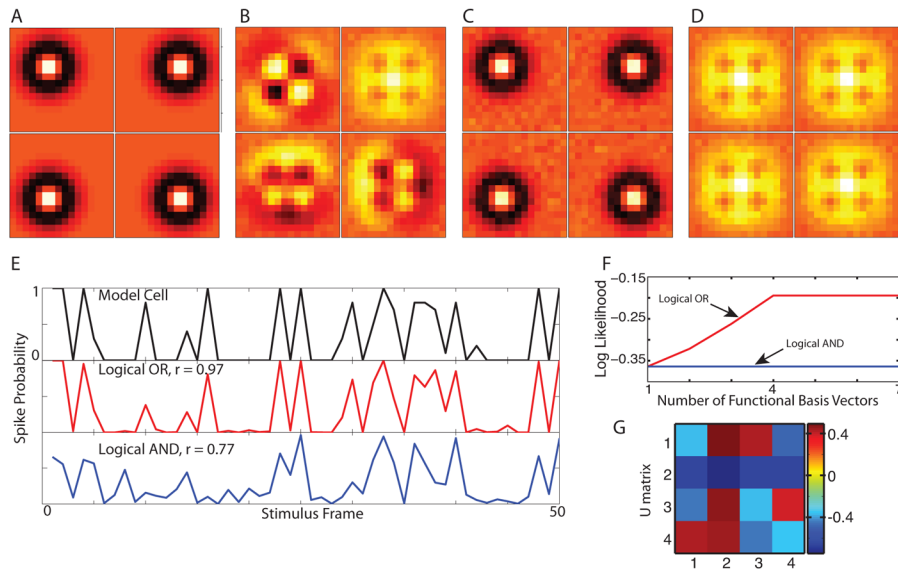 A
B
C
D
E
1
0
Spike Probability
Model Cell
Logical OR, r = 0.97
Logical AND, r = 0.77
0
Stimulus Frame
50
F
Log Likelihood
-0.15
-0.25
-0.35
Logical OR
Logical AND
1
4
7
Number of Functional Basis Vectors
G
U matrix
1
2
3
4
1 2 3 4
0.4
0
-0.4